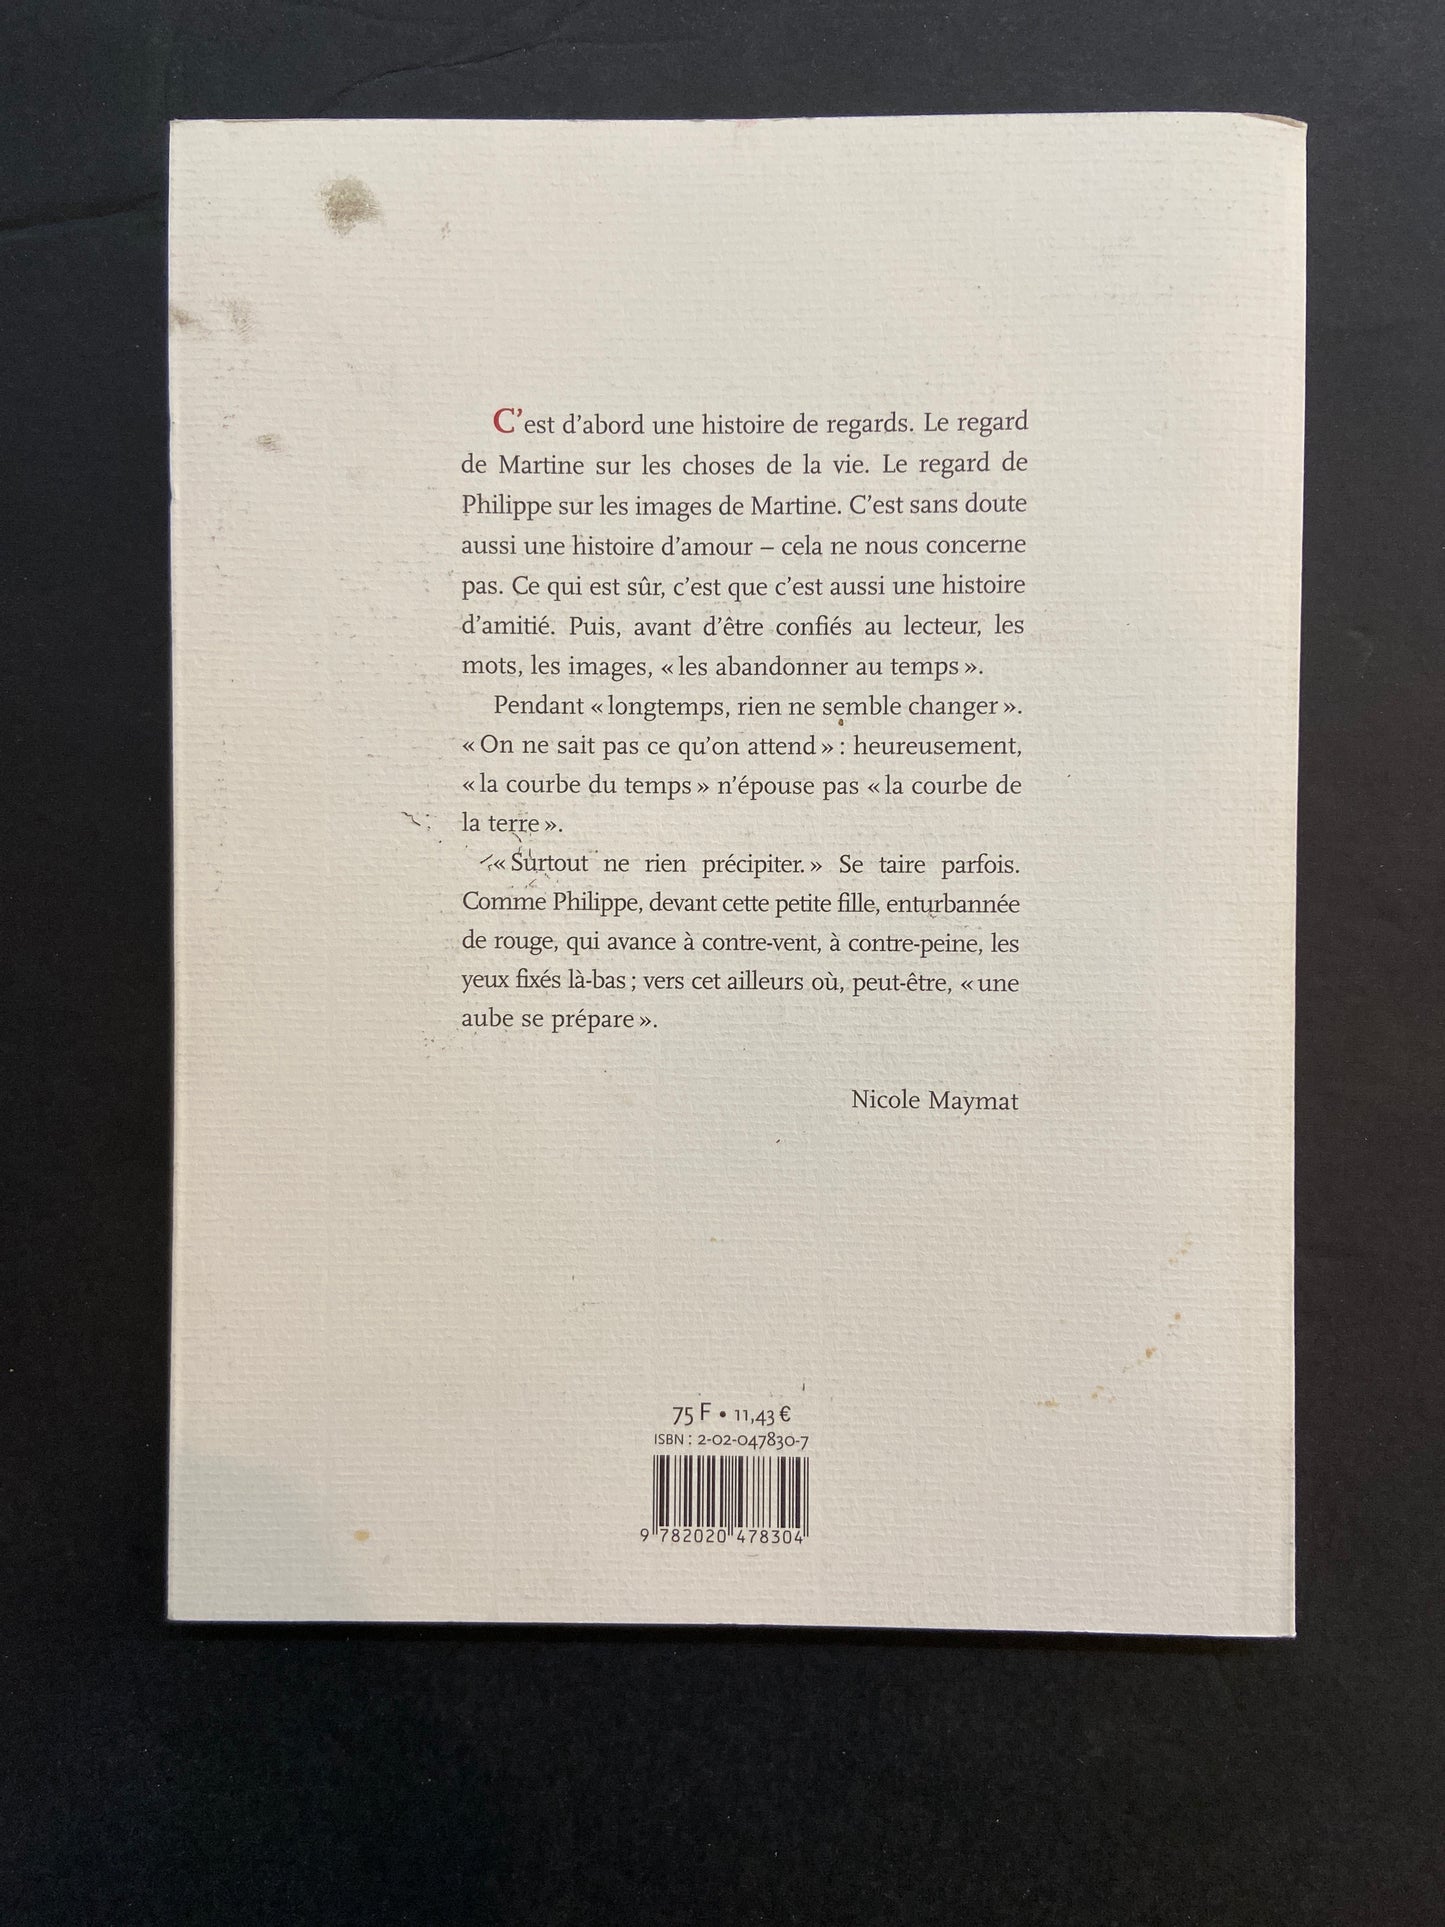 C’est d’abord une histoire de regards. Le regard
de Martine sur les choses de la vie. Le regard de
Philippe sur les images de Martine. C’est sans doute
aussi une histoire d’amour – cela ne nous concerne
pas. Ce qui est sûr, c’est que c’est aussi une histoire
d’amitié. Puis, avant d’être confiés au lecteur, les
mots, les images, « les abandonner au temps ».
Pendant « longtemps, rien ne semble changer ».
« On ne sait pas ce qu’on attend » : heureusement,
« la courbe du temps » n’épouse pas « la courbe de
la terre ».
« Surtout ne rien précipiter. » Se taire parfois.
Comme Philippe, devant cette petite fille, enturbannée
de rouge, qui avance à contre-vent, à contre-peine, les
yeux fixés là-bas ; vers cet ailleurs où, peut-être, « une
aube se prépare ».
Nicole Maymat
75 F • 11,43 €
ISBN : 2-02-047830-7
9 782020 478304